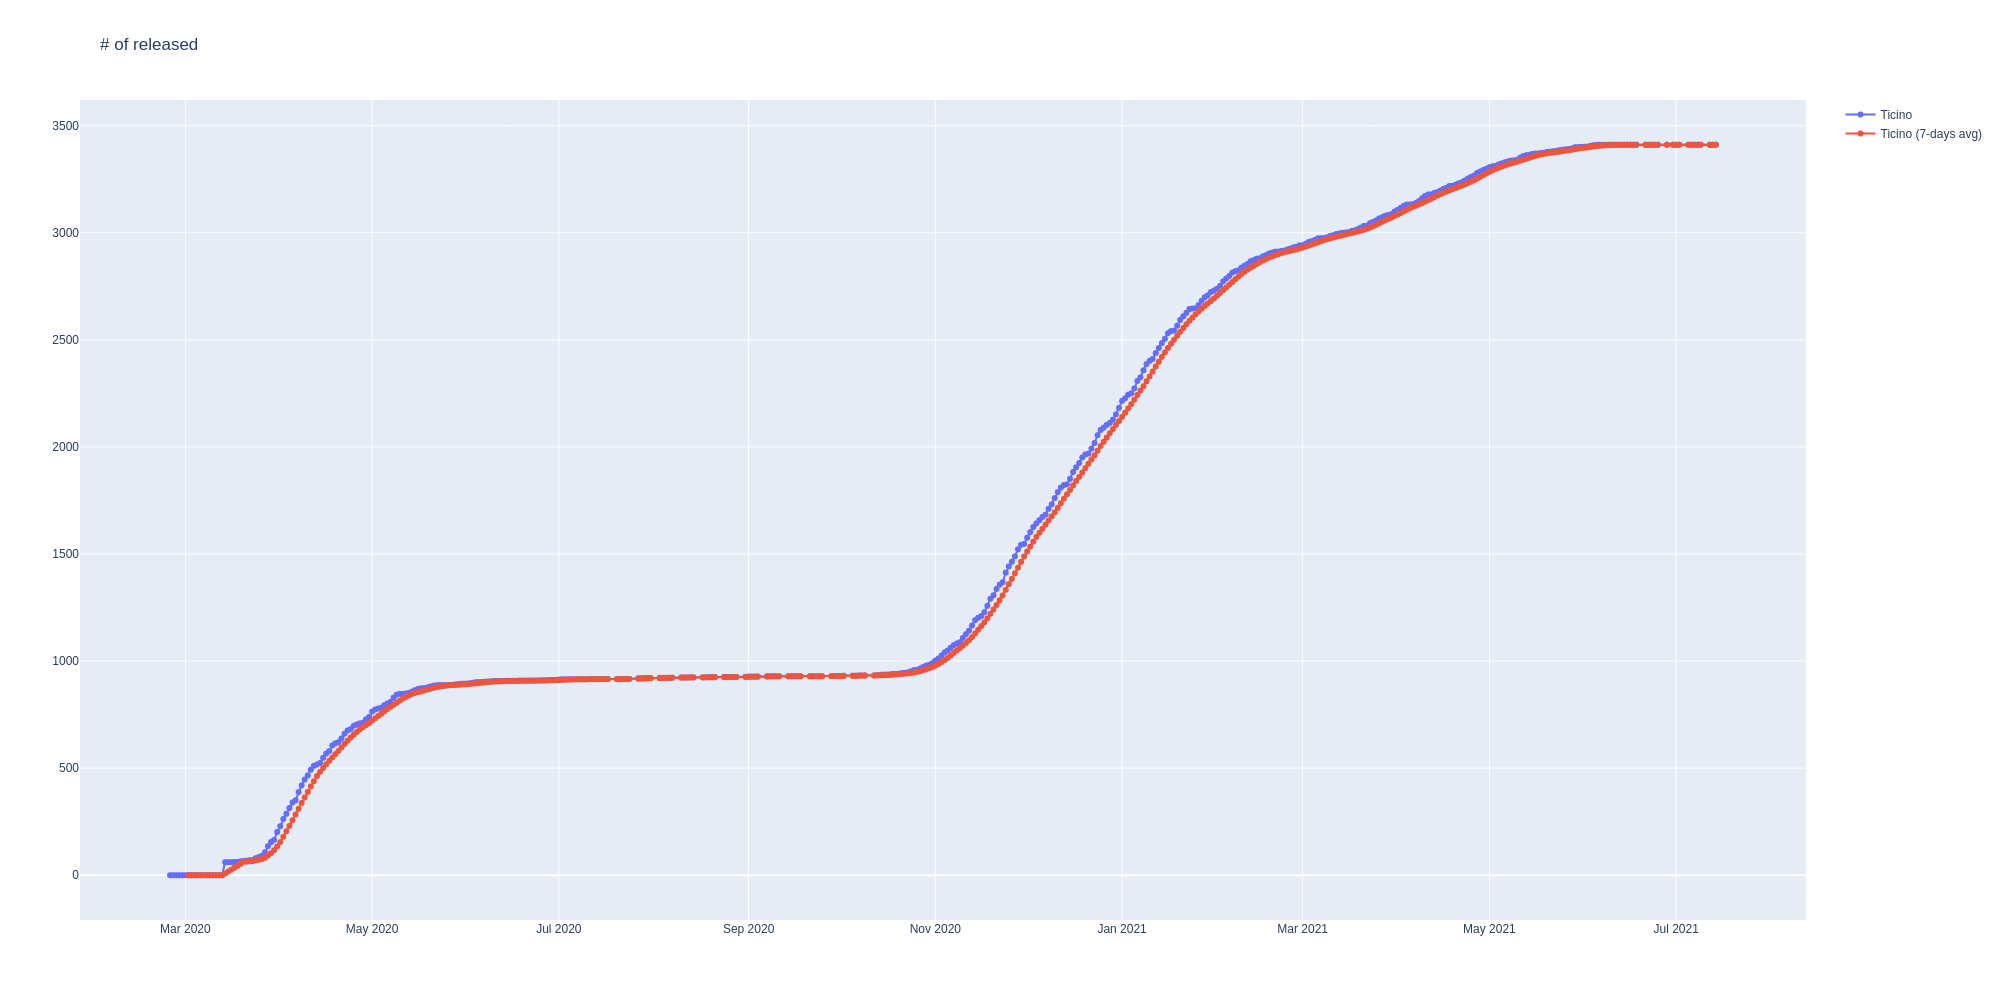 # of released
Ticino
Ticino (7-days avg)
3500
3000
2500
2000
1500
1000
500
0
Mar 2020
May 2020
Jul 2020
Sep 2020
Nov 2020
Jan 2021
Mar 2021
May 2021
Jul 2021